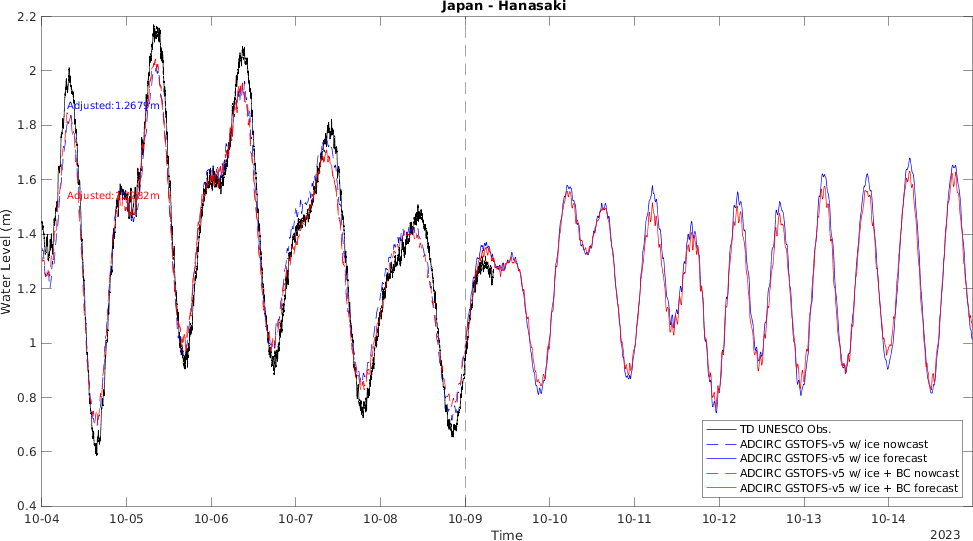 Japan - Hanasaki
2.2
2
1.8
1.6
1.4
1.2
1
0.8
0.6
0.4
Water Level (m)
Adjusted:1.2679m
TD UNESCO Obs.
ADCIRC GSTOFS-v5 w/ ice nowcast
ADCIRC GSTOFS-v5 w/ ice forecast
ADCIRC GSTOFS-v5 w/ ice + BC nowcast
ADCIRC GSTOFS-v5 w/ ice + BC forecast
10-04 10-05 10-06 10-07 10-08 10-09 10-10 10-11 10-12 10-13 10-14
Time
2023